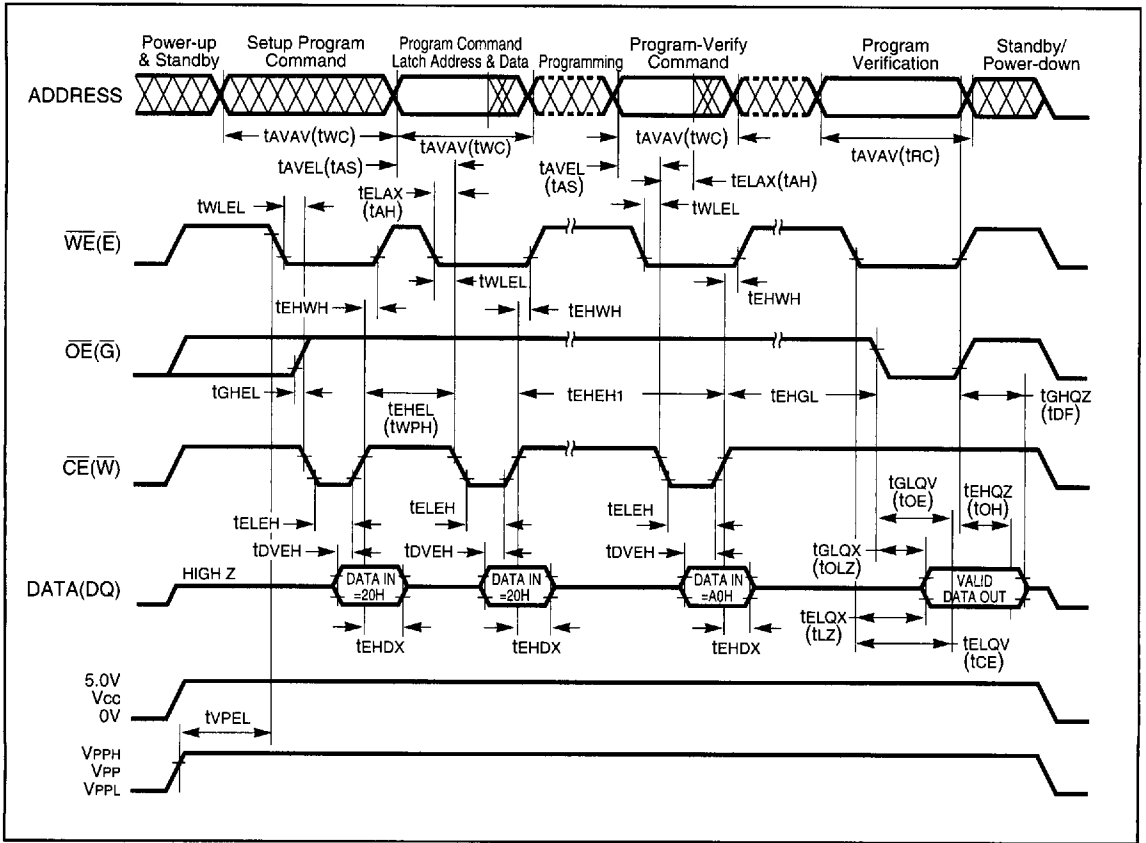 Power-up
& Standby
Setup Program
Command
Program Command
Latch Address & Data
Programming
Program-Verify
Command
Program
Verification
Standby/
Power-down
ADDRESS
tAVAV(tWC)
tAVAV(tWC)
tAVAV(tWC)
tAVAV(tRC)
tAVEL(tAS)
tAVEL
(tAS)
tELAX
(tAH)
tELAX(tAH)
tWLEL
tWLEL
WE(E)
tWLEL
tEHWH
tEHWH
tEHWH
OE(G)
tGHEL
tEHEL
(tWPH)
tEHEH1
tEHGL
tGHQZ
(tDF)
CE(W)
tELEH
tELEH
tELEH
tGLQV
(tOE)
tEHQZ
(tOH)
tDVEH
tDVEH
tDVEH
tGLQX
(tOLZ)
DATA(DQ)
HIGH Z
DATA IN
=20H
DATA IN
=20H
DATA IN
=A0H
VALID
DATA OUT
tEHDX
tEHDX
tEHDX
tELQX
(tLZ)
tELQV
(tCE)
5.0V
Vcc
0V
tVPEL
VPPH
VPP
VPPL